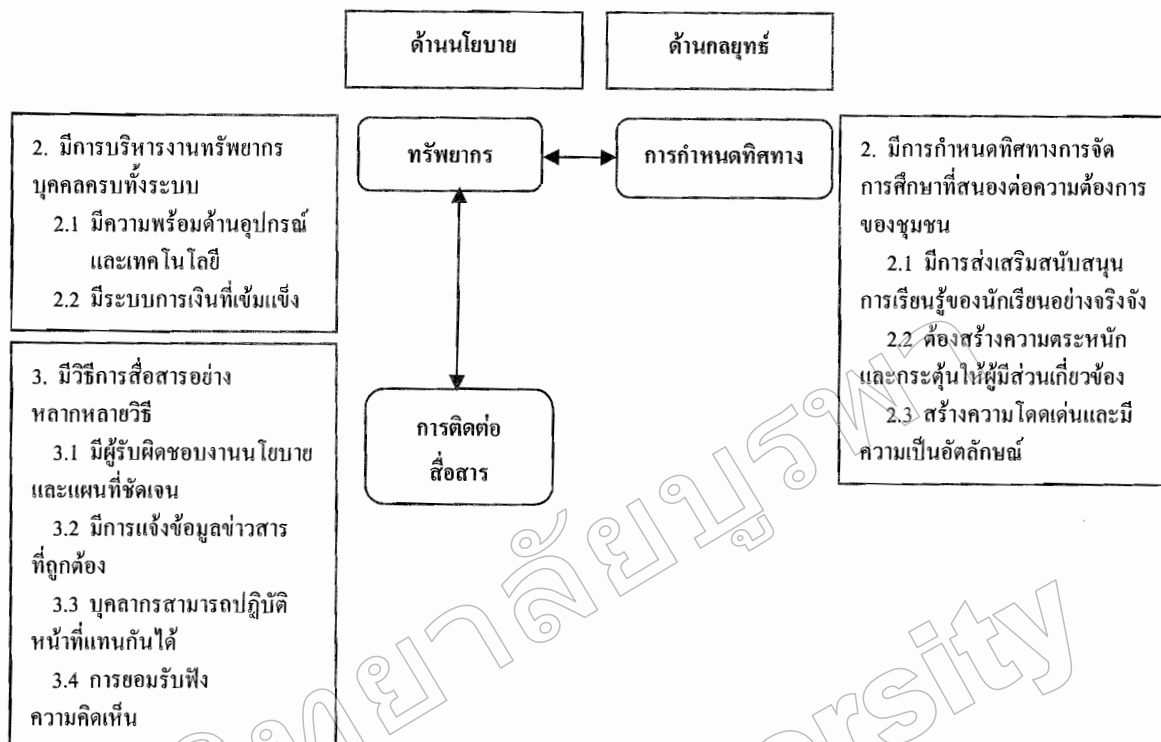 ด้านนโยบาย
ด้านกลยุทธ์
2. มีการบริหารงานทรัพยากร
บุคคลครบทั้งระบบ
2.1 มีความพร้อมด้านอุปกรณ์
และเทคโนโลยี
2.2 มีระบบการเงินที่เข้มแข็ง
ทรัพยากร
การกำหนดทิศทาง
2. มีการกำหนดทิศทางการจัด
การศึกษาที่สนองต่อความต้องการ
ของชุมชน
2.1 มีการส่งเสริมสนับสนุน
การเรียนรู้ของนักเรียนอย่างจริงจัง
2.2 ต้องสร้างความตระหนัก
และกระตุ้นให้ผู้มีส่วนเกี่ยวข้อง
2.3 สร้างความโดดเด่นและมี
ความเป็นอัตลักษณ์
3. มีวิธีการสื่อสารอย่าง
หลากหลายวิธี
3.1 มีผู้รับผิดชอบงานนโยบาย
และแผนที่ชัดเจน
3.2 มีการแจ้งข้อมูลข่าวสาร
ที่ถูกต้อง
3.3 บุคลากรสามารถปฏิบัติ
หน้าที่แทนกันได้
3.4 การยอมรับฟัง
ความคิดเห็น
การติดต่อ
สื่อสาร